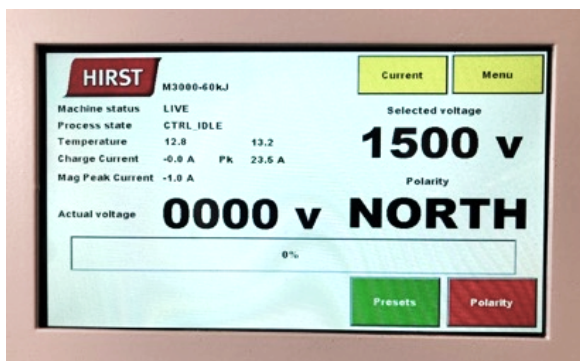 HIRST
M3000-60kJ
Current
Menu
Machine status LIVE
Process state CTRL_IDLE
Temperature 12.8 13.2
Charge Current -0.0 A Pk 23.5 A
Mag Peak Current -1.0 A
Selected voltage
1500 v
Polarity
NORTH
Actual voltage 0000 v
0%
Presets
Polarity